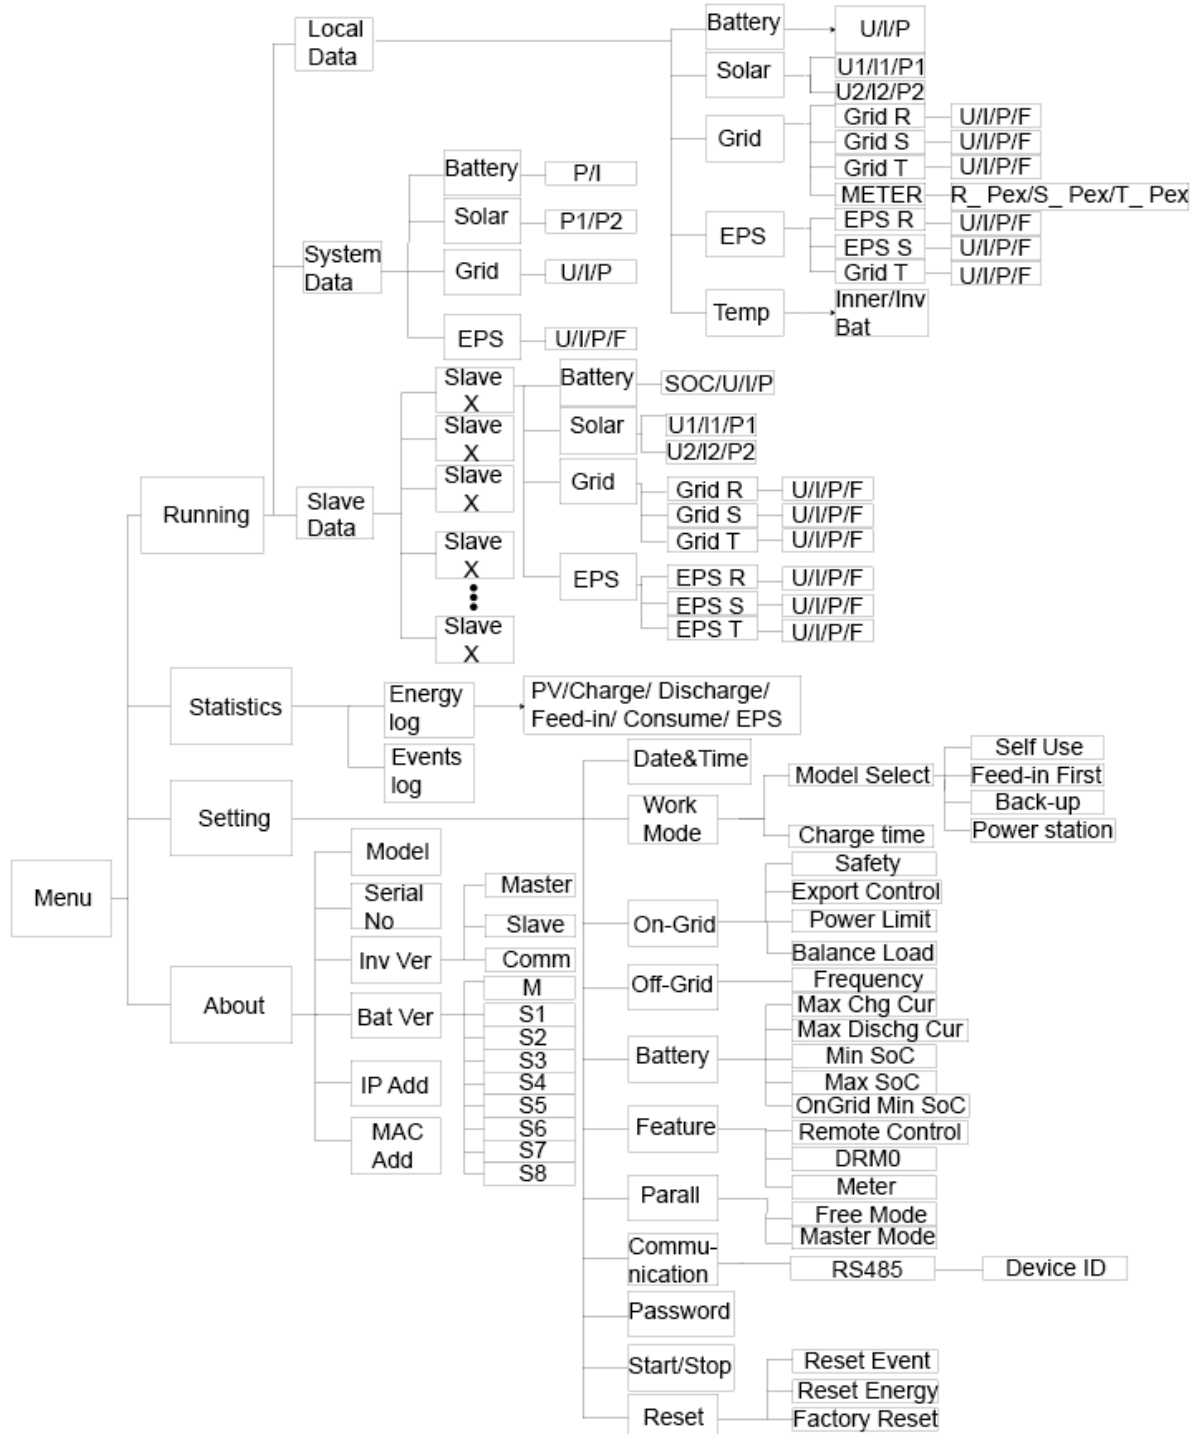 Menu
Running
Local
Data
Battery
U/I/P
Solar
U1/I1/P1
U2/I2/P2
Grid
Grid R
U/I/P/F
Grid S
U/I/P/F
Grid T
U/I/P/F
METER
R_ Pex/S_ Pex/T_ Pex
EPS
EPS R
U/I/P/F
EPS S
U/I/P/F
Grid T
U/I/P/F
Temp
Inner/Inv
Bat
System
Data
Battery
P/I
Solar
P1/P2
Grid
U/I/P
EPS
U/I/P/F
Slave
Data
Slave
X
Slave
X
Slave
X
Slave
X
Slave
X
Battery
SOC/U/I/P
Solar
U1/I1/P1
U2/I2/P2
Grid
Grid R
U/I/P/F
Grid S
U/I/P/F
Grid T
U/I/P/F
EPS
EPS R
U/I/P/F
EPS S
U/I/P/F
EPS T
U/I/P/F
Statistics
Energy
log
PV/Charge/ Discharge/
Feed-in/ Consume/ EPS
Events
log
Setting
Date&Time
Work
Mode
Model Select
Self Use
Feed-in First
Back-up
Power station
Charge time
On-Grid
Safety
Export Control
Power Limit
Balance Load
Off-Grid
Frequency
Battery
Max Chg Cur
Max Dischg Cur
Min SoC
Max SoC
OnGrid Min SoC
Feature
Remote Control
DRM0
Meter
Parall
Free Mode
Master Mode
Commu-
nication
RS485
Device ID
Password
Start/Stop
Reset
Reset Event
Reset Energy
Factory Reset
About
Model
Serial
No
Inv Ver
Master
Slave
Comm
Bat Ver
M
S1
S2
S3
S4
S5
S6
S7
S8
IP Add
MAC
Add